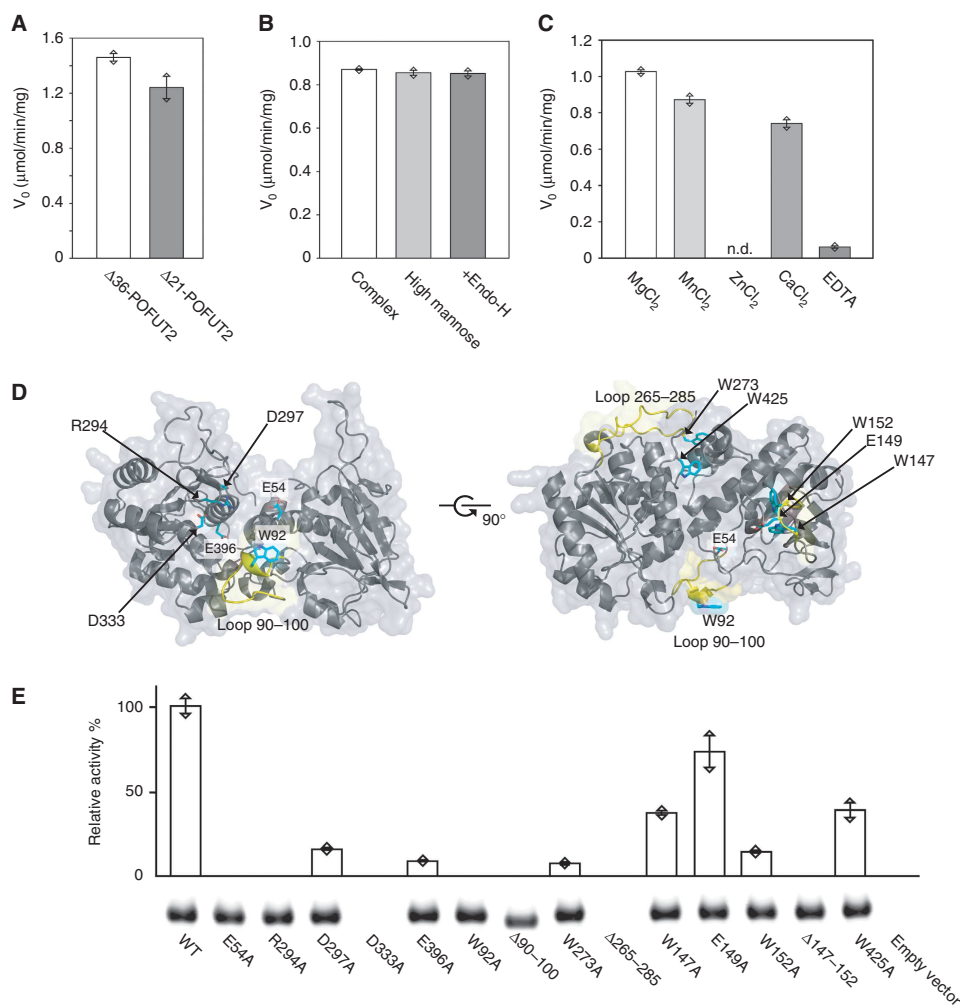 A
1.6
1.2
0.8
0.4
0
V0 (μmol/min/mg)
Δ36-POFUT2
Δ21-POFUT2
B
1.0
0.8
0.6
0.4
0.2
0
V0 (μmol/min/mg)
Complex
High mannose
+Endo-H
C
1.2
1.0
0.8
0.6
0.4
0.2
0
V0 (μmol/min/mg)
n.d.
MgCl2
MnCl2
ZnCl2
CaCl2
EDTA
D
R294
D297
E54
W92
E396
D333
Loop 90–100
90°
Loop 265–285
W273
W425
W152
E149
W147
E54
W92
Loop 90–100
E
Relative activity %
100
50
0
WT
E54A
R294A
D297A
D333A
E396A
W92A
Δ90–100
W273A
Δ265–285
W147A
E149A
W152A
Δ147–152
W425A
Empty vector